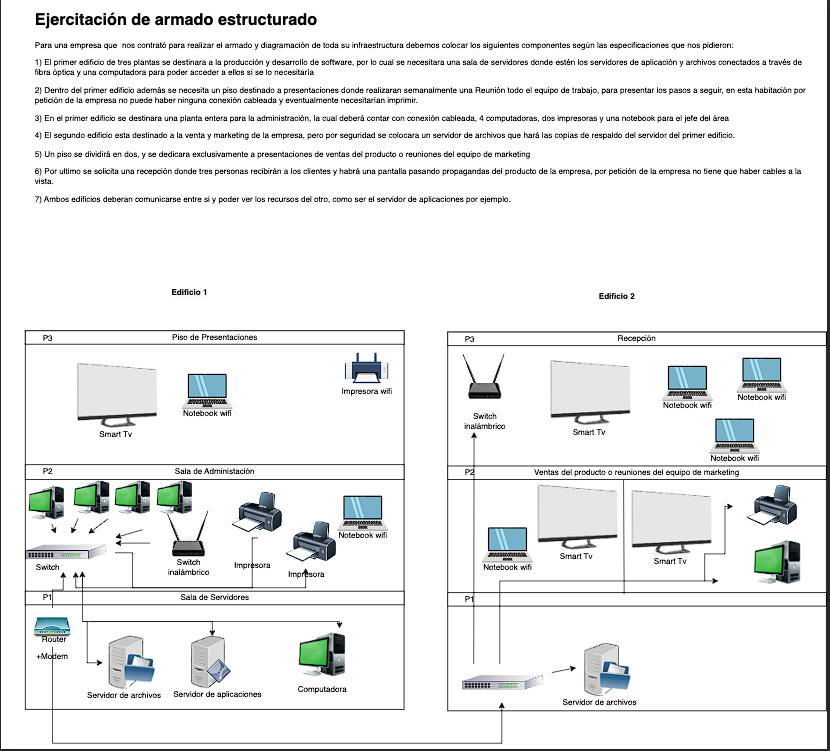 Ejercitación de armado estructurado
Para una empresa que nos contrató para realizar el armado y diagramación de toda su infraestructura debemos colocar los siguientes componentes según las especificaciones que nos pidieron:
1) El primer edificio de tres plantas se destinara a la producción y desarrollo de software, por lo cual se necesitara una sala de servidores donde estén los servidores de aplicación y archivos conectados a través de
fibra óptica y una computadora para poder acceder a ellos si se lo necesitaría
2) Dentro del primer edificio además se necesita un piso destinado a presentaciones donde realizaran semanalmente una Reunión todo el equipo de trabajo, para presentar los pasos a seguir, en esta habitación por
petición de la empresa no puede haber ninguna conexión cableada y eventualmente necesitarían imprimir.
3) En el primer edificio se destinara una planta entera para la administración, la cual deberá contar con conexión cableada, 4 computadoras, dos impresoras y una notebook para el jefe del área
4) El segundo edificio esta destinado a la venta y marketing de la empresa, pero por seguridad se colocara un servidor de archivos que hará las copias de respaldo del servidor del primer edificio.
5) Un piso se dividirá en dos, y se dedicara exclusivamente a presentaciones de ventas del producto o reuniones del equipo de marketing
6) Por ultimo se solicita una recepción donde tres personas recibirán a los clientes y habrá una pantalla pasando propagandas del producto de la empresa, por petición de la empresa no tiene que haber cables a la
vista.
7) Ambos edificios deberan comunicarse entre si y poder ver los recursos del otro, como ser el servidor de aplicaciones por ejemplo.
Edificio 1
P3
Piso de Presentaciones
Smart Tv
Notebook wifi
Impresora wifi
P2
Sala de Administación
Switch
Switch
inalámbrico
Impresora
Impresora
Notebook wifi
P1
Sala de Servidores
Router
+Modem
Servidor de archivos
Servidor de aplicaciones
Computadora
Edificio 2
P3
Recepción
Switch
inalámbrico
Smart Tv
Notebook wifi
Notebook wifi
Notebook wifi
P2
Ventas del producto o reuniones del equipo de marketing
Notebook wifi
Smart Tv
Smart Tv
P1
Servidor de archivos